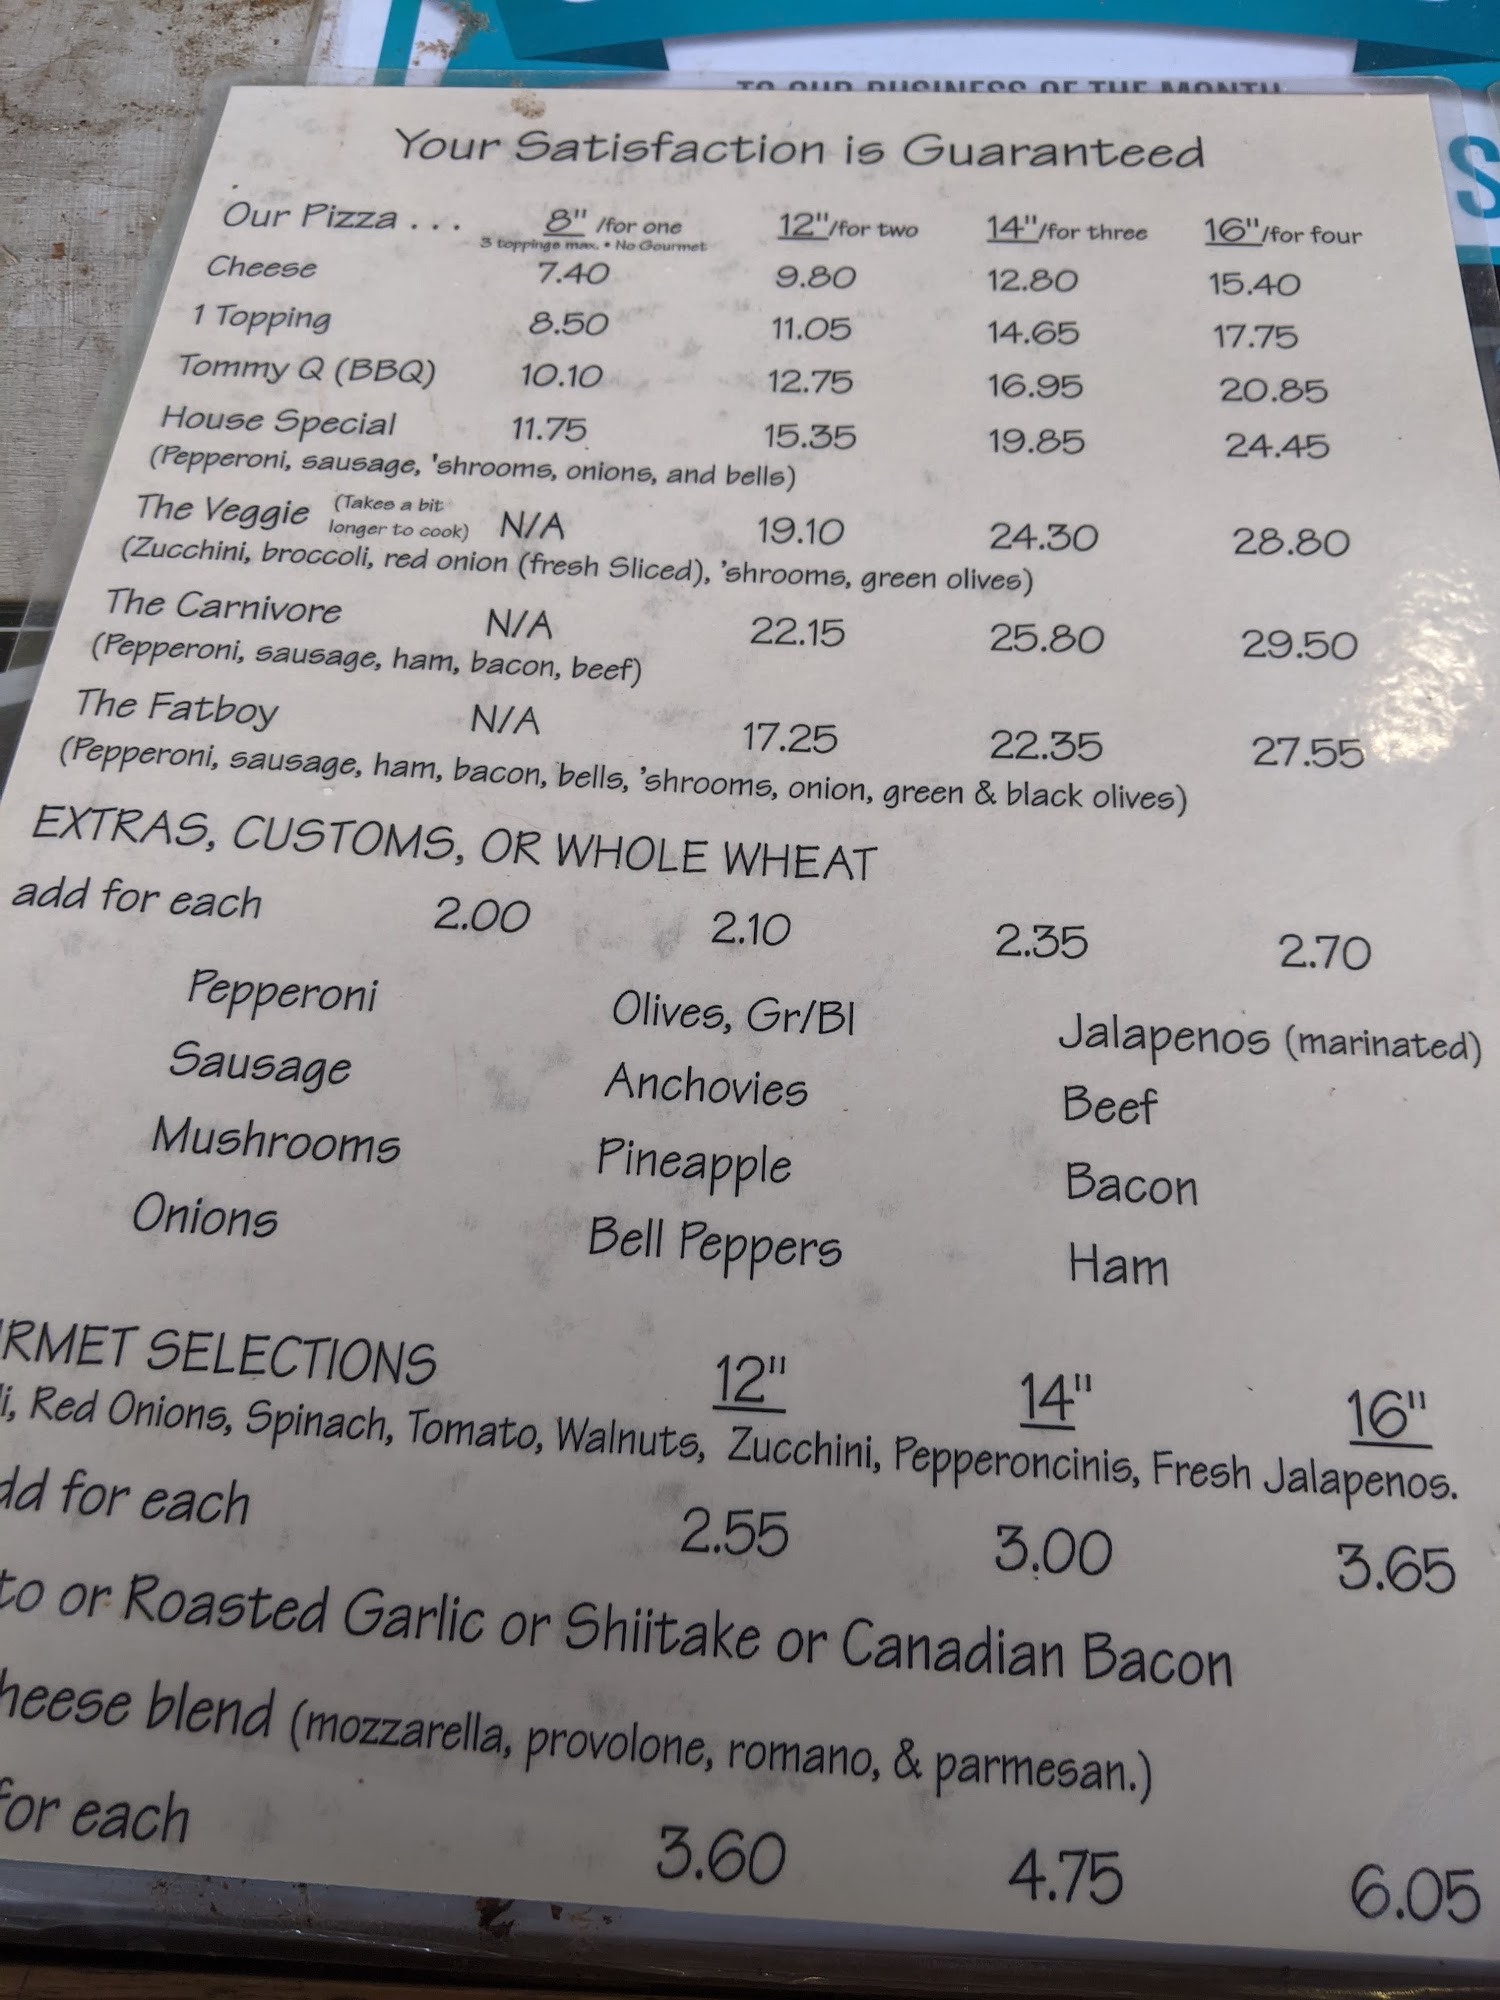 TO OUR BUSINESS OF THE MONTH
S
Your Satisfaction is Guaranteed
Our Pizza . . . 8" /for one 12"/for two 14"/for three 16"/for four
3 toppings max. • No Gourmet
Cheese 7.40 9.80 12.80 15.40
1 Topping 8.50 11.05 14.65 17.75
Tommy Q (BBQ) 10.10 12.75 16.95 20.85
House Special 11.75 15.35 19.85 24.45
(Pepperoni, sausage, 'shrooms, onions, and bells)
The Veggie (Takes a bit longer to cook) N/A 19.10 24.30 28.80
(Zucchini, broccoli, red onion (fresh Sliced), 'shrooms, green olives)
The Carnivore N/A 22.15 25.80 29.50
(Pepperoni, sausage, ham, bacon, beef)
The Fatboy N/A 17.25 22.35 27.55
(Pepperoni, sausage, ham, bacon, bells, 'shrooms, onion, green & black olives)
EXTRAS, CUSTOMS, OR WHOLE WHEAT
add for each 2.00 2.10 2.35 2.70
Pepperoni Olives, Gr/Bl Jalapenos (marinated)
Sausage Anchovies Beef
Mushrooms Pineapple Bacon
Onions Bell Peppers Ham
RMET SELECTIONS 12" 14" 16"
i, Red Onions, Spinach, Tomato, Walnuts, Zucchini, Pepperoncinis, Fresh Jalapenos.
dd for each 2.55 3.00 3.65
to or Roasted Garlic or Shiitake or Canadian Bacon
heese blend (mozzarella, provolone, romano, & parmesan.)
for each 3.60 4.75 6.05